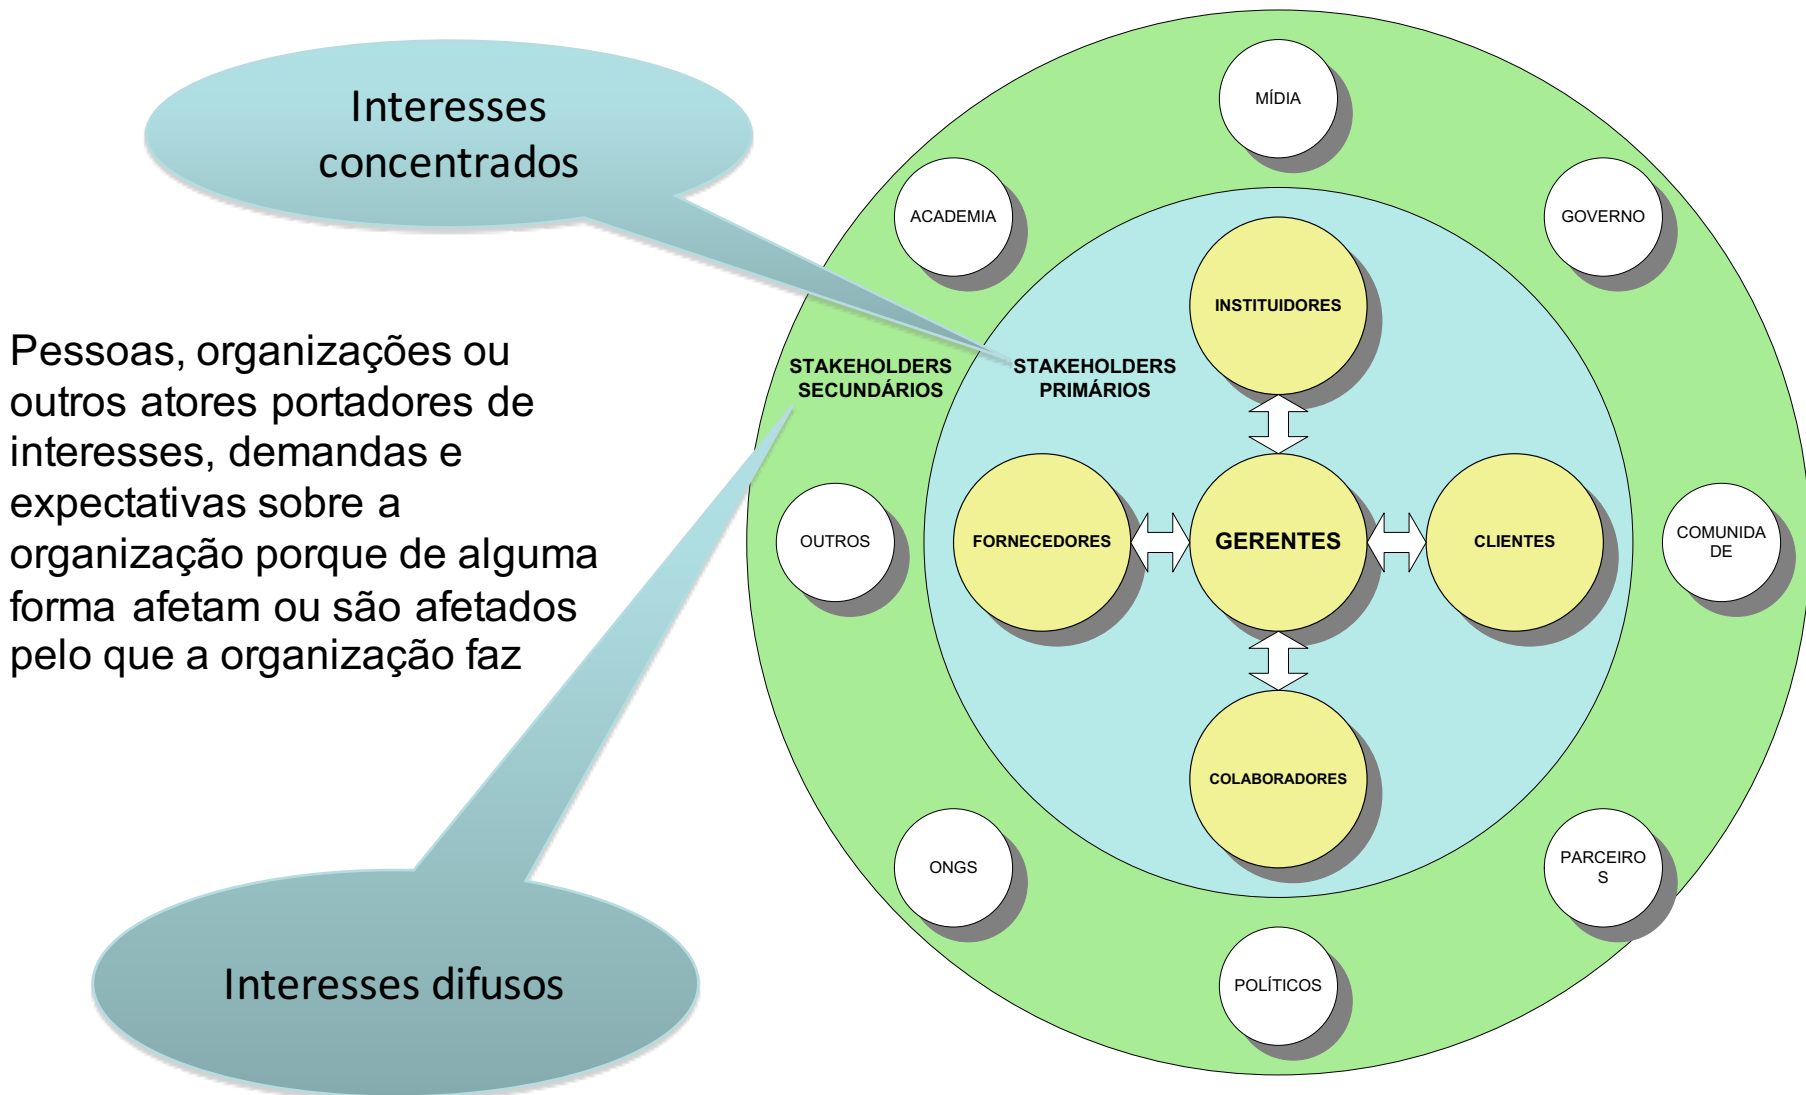 Interesses
concentrados
Pessoas, organizações ou
outros atores portadores de
interesses, demandas e
expectativas sobre a
organização porque de alguma
forma afetam ou são afetados
pelo que a organização faz
Interesses difusos
MÍDIA
ACADEMIA
GOVERNO
INSTITUIDORES
STAKEHOLDERS
SECUNDÁRIOS
STAKEHOLDERS
PRIMÁRIOS
OUTROS
FORNECEDORES
GERENTES
CLIENTES
COMUNIDA
DE
COLABORADORES
ONGS
PARCEIRO
S
POLÍTICOS